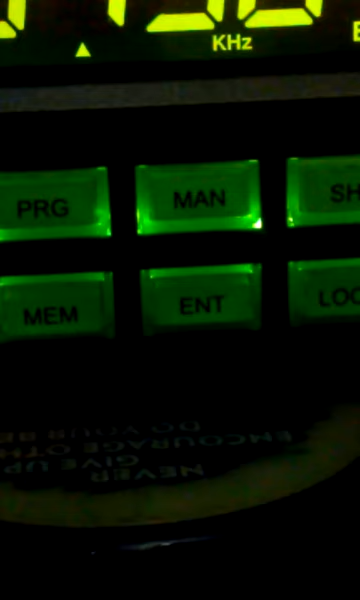 KHz
PRG MAN SH
MEM ENT LOC
DO YOUR BE
ENCOURAGE OTH
GIVE UP
NEVER